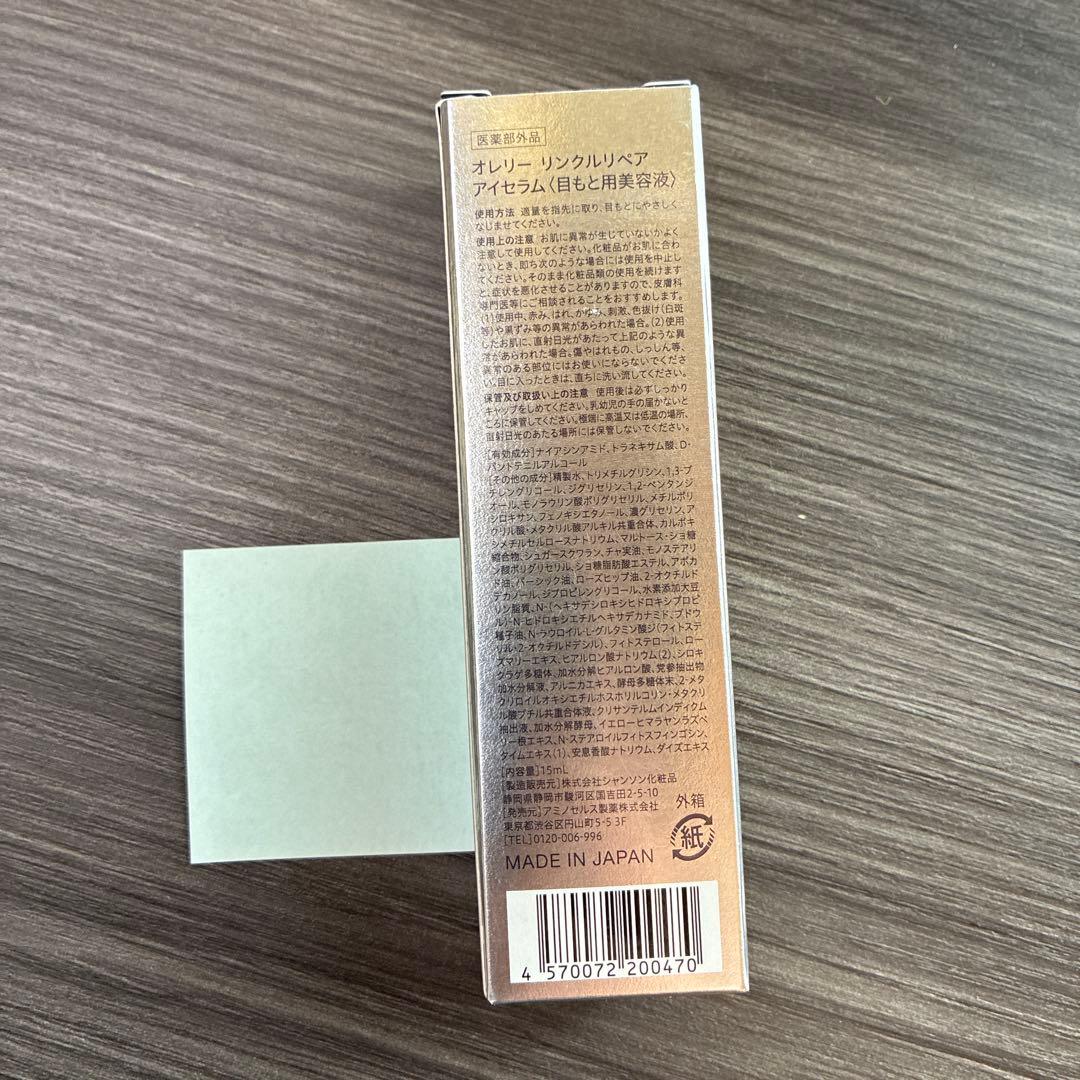 医薬部外品
オレリー リンクルリペア
アイセラム〈目もと用美容液〉
使用方法 適量を指先に取り、目もとにやさしく
なじませてください。
使用上の注意 お肌に異常が生じていないかよく
注意して使用してください。化粧品がお肌に合わ
ないとき、即ち次のような場合には使用を中止し
てください。そのまま化粧品類の使用を続けます
と、症状を悪化させることがありますので、皮膚科
専門医等にご相談されることをおすすめします。
(1)使用中、赤み、はれ、かゆみ、刺激、色抜け(白斑
等)や黒ずみ等の異常があらわれた場合。(2)使用
したお肌に、直射日光があたって上記のような異
常があらわれた場合。傷やはれもの、しっしん等、
異常のある部位にはお使いにならないでくださ
い。目に入ったときは、直ちに洗い流してください。
保管及び取扱い上の注意 使用後は必ずしっかり
キャップをしめてください。乳幼児の手の届かないと
ころに保管してください。極端に高温又は低温の場所、
直射日光のあたる場所には保管しないでください。
[有効成分]ナイアシンアミド、トラネキサム酸、D-
パントテニルアルコール
[その他の成分]精製水、トリメチルグリシン、1,3-ブ
チレングリコール、ジグリセリン、1,2-ペンタンジ
オール、モノラウリン酸ポリグリセリル、メチルポリ
シロキサン、フェノキシエタノール、濃グリセリン、ア
クリル酸・メタクリル酸アルキル共重合体、カルボキ
シメチルセルロースナトリウム、マルトース・ショ糖
縮合物、シュガースクワラン、チャ実油、モノステアリ
ン酸ポリグリセリル、ショ糖脂肪酸エステル、アボカ
ド油、パーシック油、ローズヒップ油、2-オクチルド
デカノール、ジプロピレングリコール、水素添加大豆
リン脂質、N-(ヘキサデシロキシヒドロキシプロピ
ル)-N-ヒドロキシエチルヘキサデカナミド、ブドウ
種子油、N-ラウロイル-L-グルタミン酸ジ(フィトステ
リル・2-オクチルドデシル)、フィトステロール、ロー
ズマリーエキス、ヒアルロン酸ナトリウム(2)、シロキ
クラゲ多糖体、加水分解ヒアルロン酸、党参抽出物
加水分解液、アルニカエキス、酵母多糖体末、2-メタ
クリロイルオキシエチルホスホリルコリン・メタクリ
ル酸ブチル共重合体液、クリサンテルムインディクム
抽出液、加水分解酵母、イエローヒマラヤンラズベ
リー根エキス、N-ステアロイルフィトスフィンゴシン、
タイムエキス(1)、安息香酸ナトリウム、ダイズエキス
[内容量]15mL
[製造販売元]株式会社シャンソン化粧品
静岡県静岡市駿河区国吉田2-5-10
[発売元]アミノセルス製薬株式会社
東京都渋谷区円山町5-5 3F
[TEL]0120-006-996
外箱
紙
MADE IN JAPAN
4 570072 200470